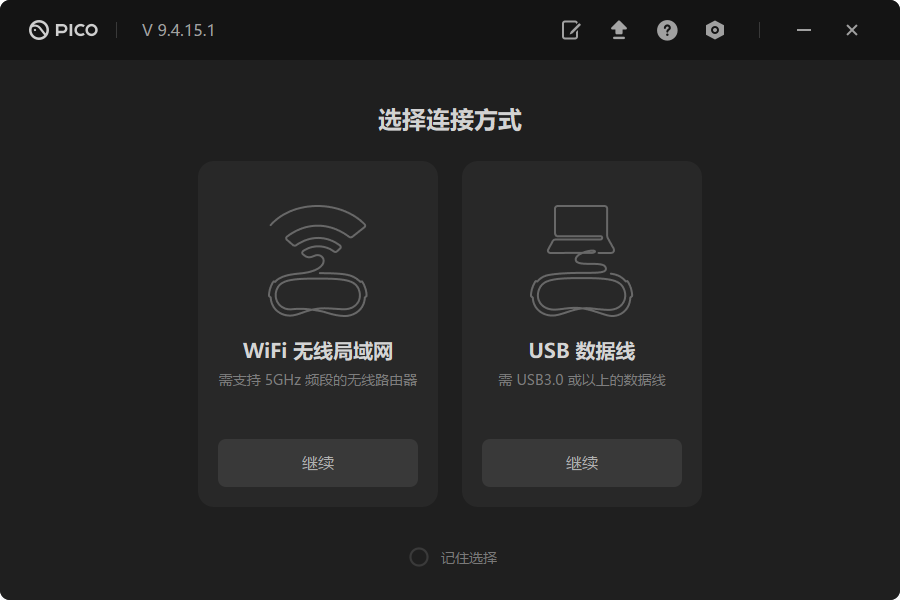 PICO
V 9.4.15.1
选择连接方式
WiFi 无线局域网
需支持 5GHz 频段的无线路由器
继续
USB 数据线
需 USB3.0 或以上的数据线
继续
记住选择